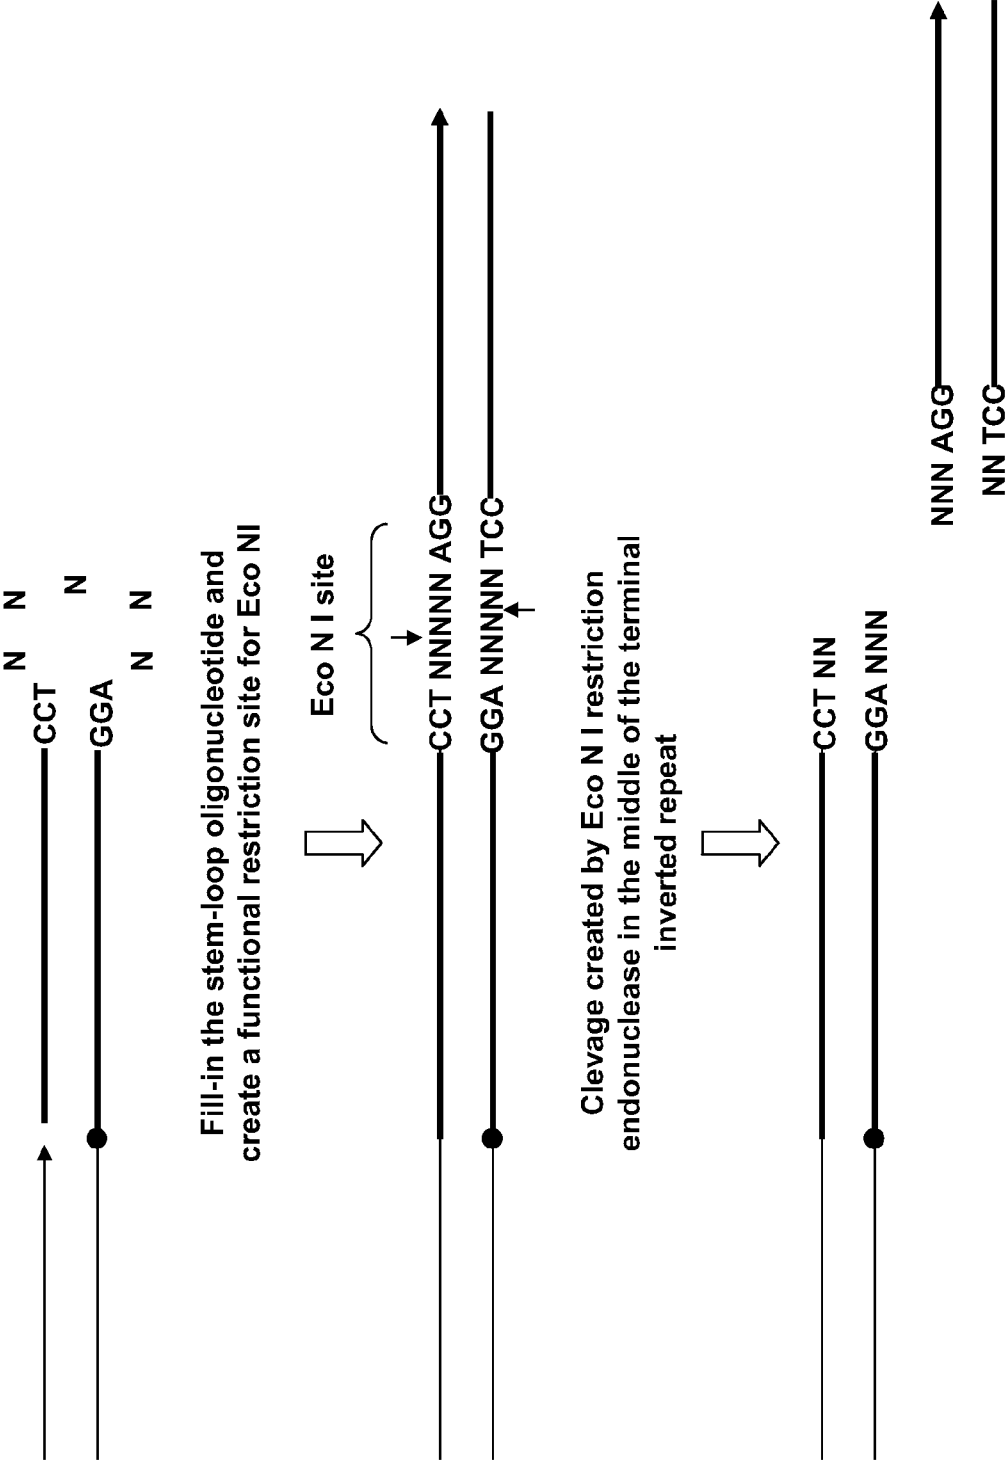 N N
CCT
N
GGA
N N
Fill-in the stem-loop oligonucleotide and
create a functional restriction site for Eco NI
Eco N I site
CCT NNNNN AGG
GGA NNNNN TCC
Clevage created by Eco N I restriction
endonuclease in the middle of the terminal
inverted repeat
CCT NN
GGA NNN
NNN AGG
NN TCC